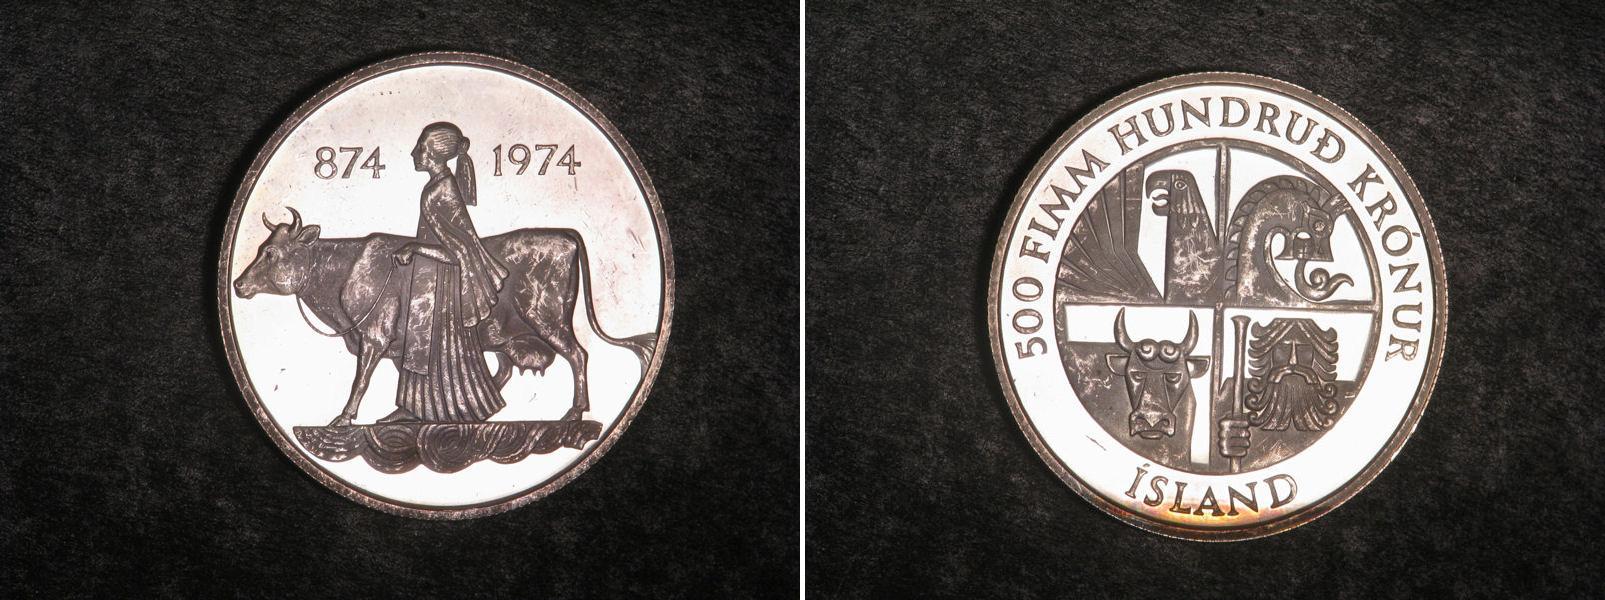 874 1974
500 FIMM HUNDRUÐ KRÓNUR
ÍSLAND